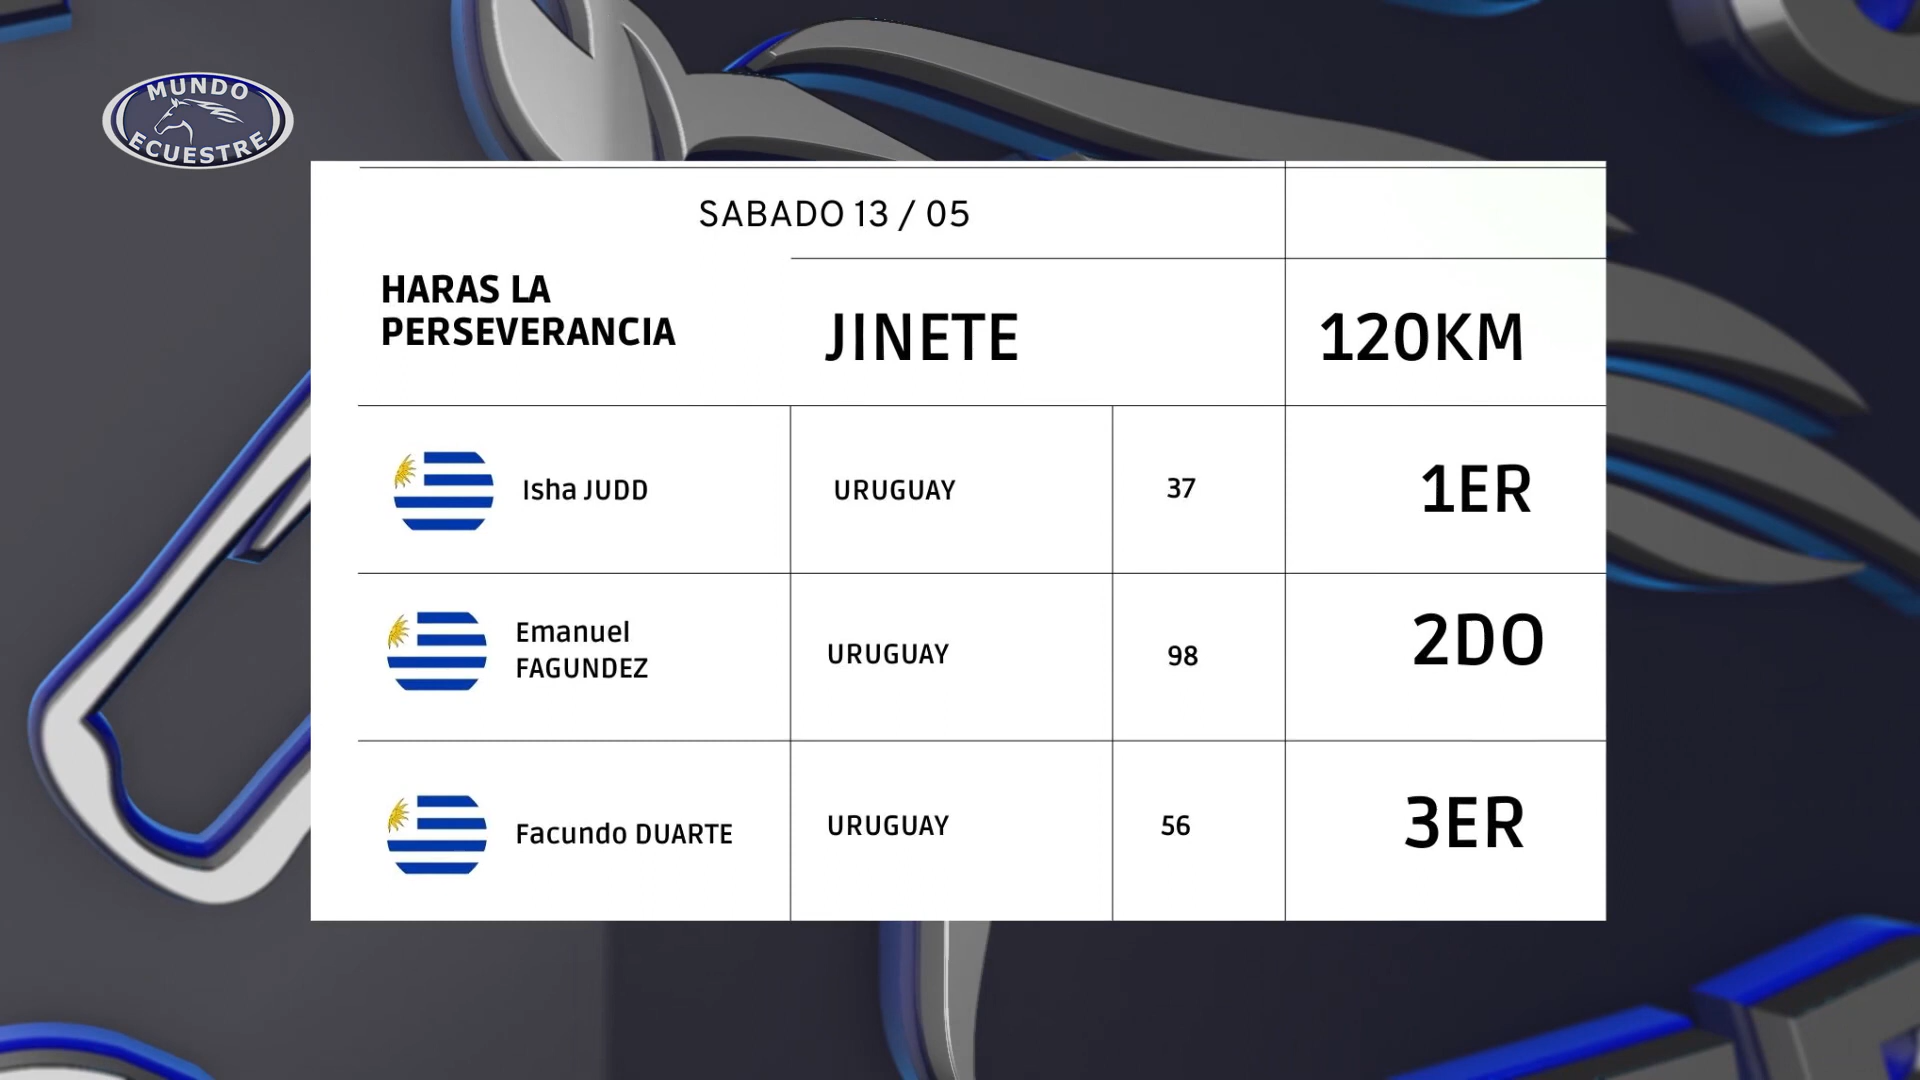 MUNDO
ECUESTRE
SABADO 13 / 05
HARAS LA
PERSEVERANCIA
JINETE
120KM
Isha JUDD
URUGUAY
37
1ER
Emanuel
FAGUNDEZ
URUGUAY
98
2DO
Facundo DUARTE
URUGUAY
56
3ER